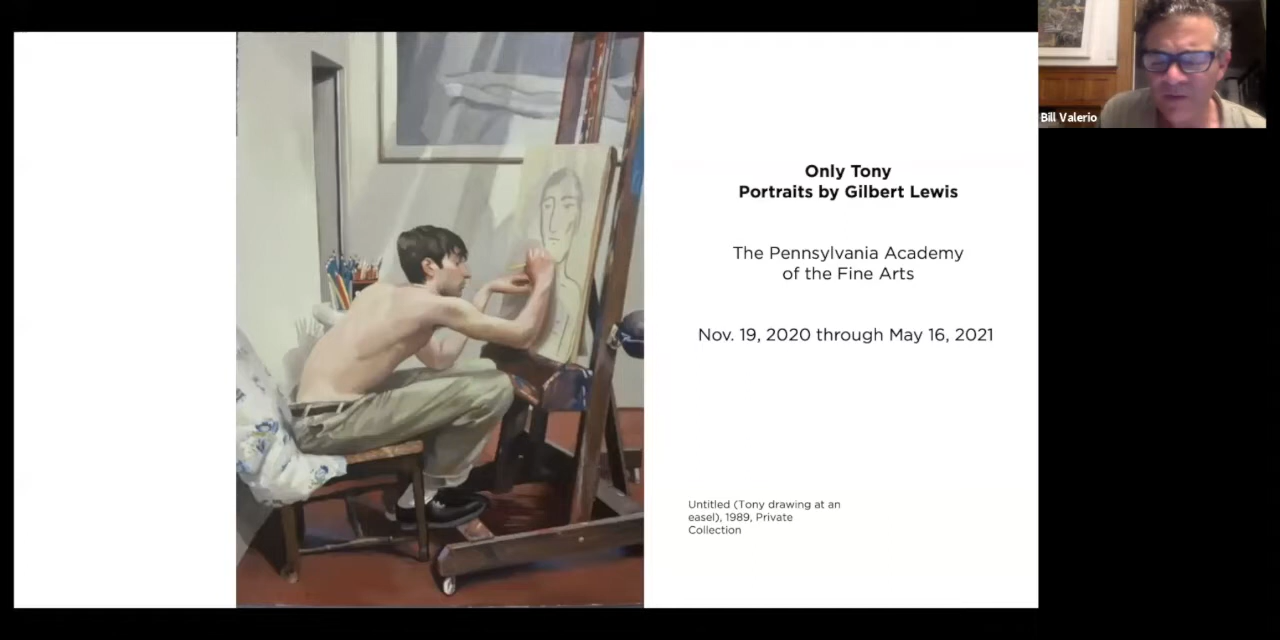 Bill Valerio
Only Tony
Portraits by Gilbert Lewis
The Pennsylvania Academy
of the Fine Arts
Nov. 19, 2020 through May 16, 2021
Untitled (Tony drawing at an
easel), 1989, Private
Collection